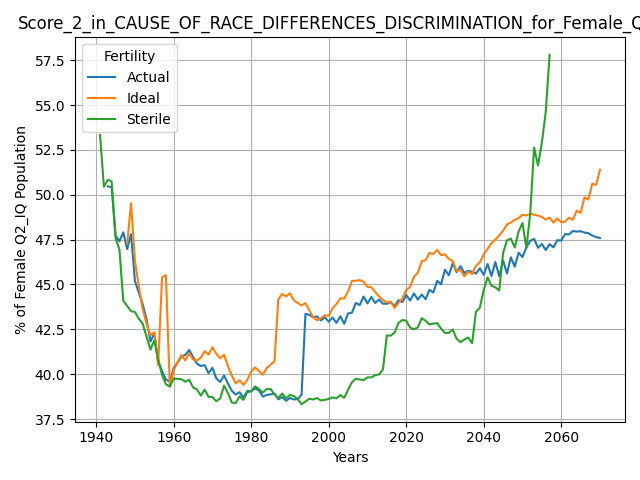 Score_2_in_CAUSE_OF_RACE_DIFFERENCES_DISCRIMINATION_for_Female_Q
Fertility
Actual
Ideal
Sterile
% of Female Q2_IQ Population
57.5
55.0
52.5
50.0
47.5
45.0
42.5
40.0
37.5
1940
1960
1980
2000
2020
2040
2060
Years